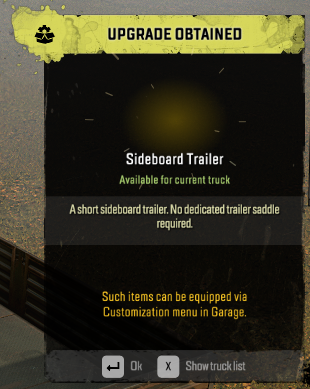 UPGRADE OBTAINED
Sideboard Trailer
Available for current truck
A short sideboard trailer. No dedicated trailer saddle
required.
Such items can be equipped via
Customization menu in Garage.
Ok X Show truck list